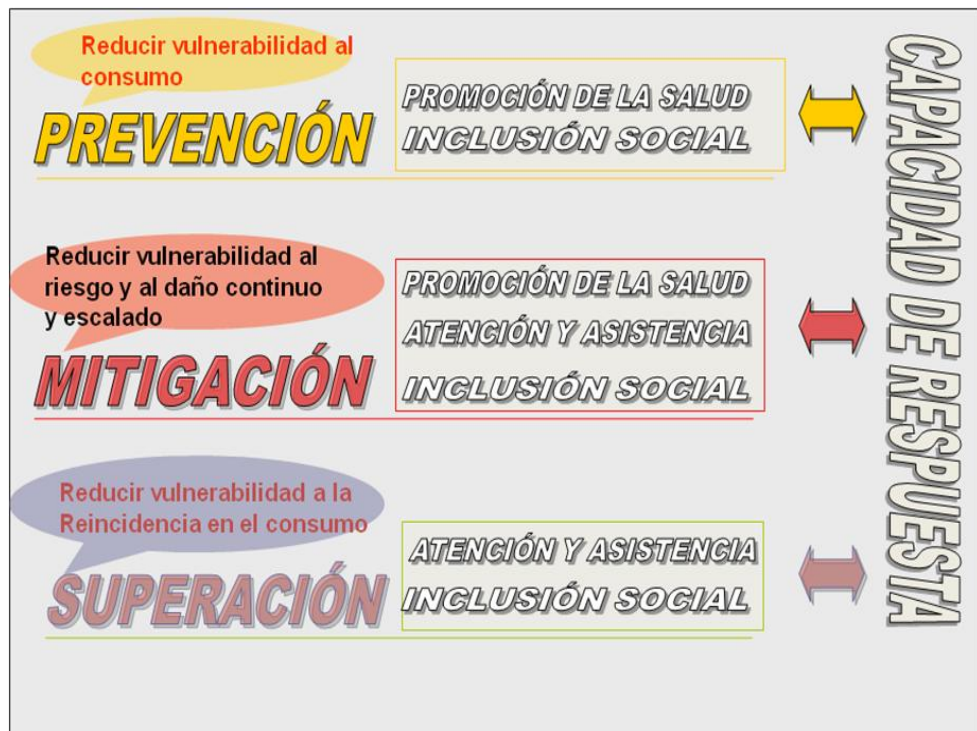 Reducir vulnerabilidad al
consumo
PREVENCIÓN
PROMOCIÓN DE LA SALUD
INCLUSIÓN SOCIAL
Reducir vulnerabilidad al
riesgo y al daño continuo
y escalado
MITIGACIÓN
PROMOCIÓN DE LA SALUD
ATENCIÓN Y ASISTENCIA
INCLUSIÓN SOCIAL
Reducir vulnerabilidad a la
Reincidencia en el consumo
SUPERACIÓN
ATENCIÓN Y ASISTENCIA
INCLUSIÓN SOCIAL
CAPACIDAD DE RESPUESTA